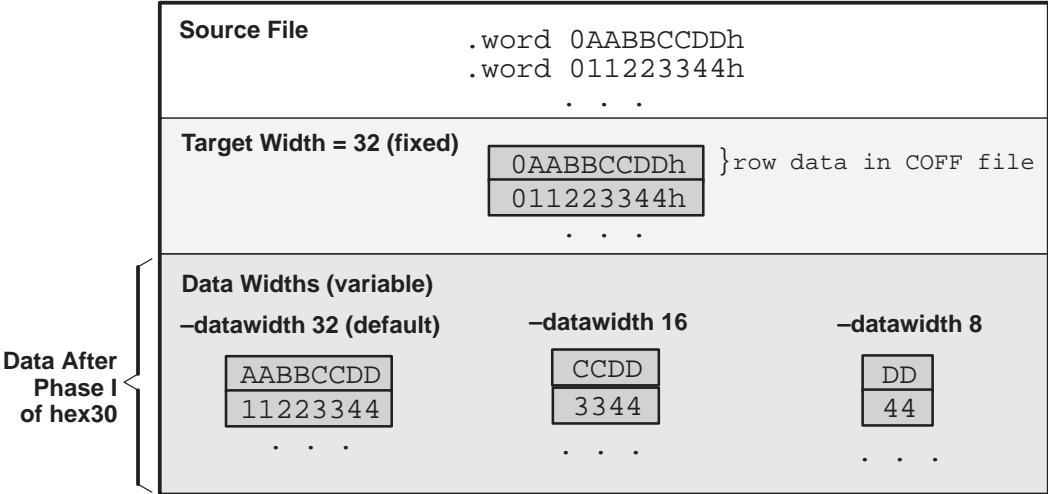 Source File
.word 0AABBCCDDh
.word 011223344h
. . .
Target Width = 32 (fixed)
0AABBCCDDh
}row data in COFF file
011223344h
. . .
Data Widths (variable)
–datawidth 32 (default)
AABBCCDD
11223344
. . .
–datawidth 16
CCDD
3344
. . .
–datawidth 8
DD
44
. . .
Data After
Phase I
of hex30